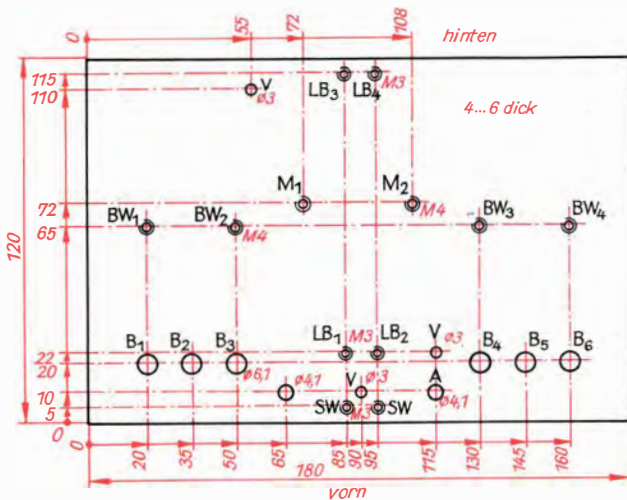 0
55
72
108
hinten
115
110
V
ø3
LB3
LB4
M3
4...6 dick
M1
M2
M4
72
65
BW1
BW2
M4
BW3
BW4
120
B1
B2
B3
LB1
M3
LB2
V
ø3
B4
B5
B6
22
20
ø6,1
ø4,1
V
ø3
A
ø4,1
10
5
SW
M3
SW
0
0
20
35
50
65
85
90
95
115
130
145
160
180
vorn